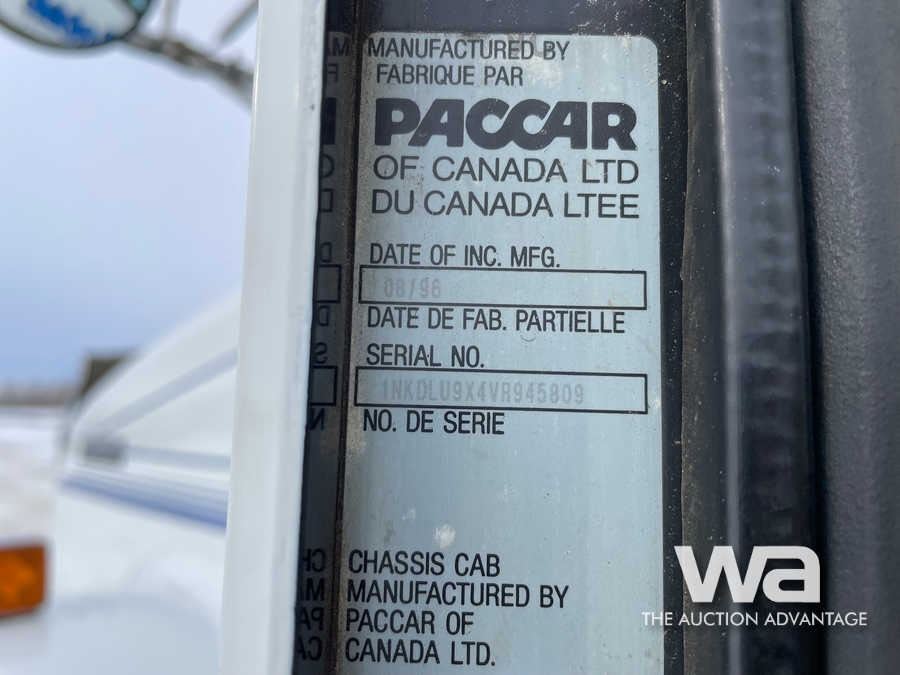 MANUFACTURED BY
FABRIQUE PAR
PACCAR
OF CANADA LTD
DU CANADA LTEE
DATE OF INC. MFG.
08/96
DATE DE FAB. PARTIELLE
SERIAL NO.
1NKDLU9X4VR945809
NO. DE SERIE
CHASSIS CAB
MANUFACTURED BY
PACCAR OF
CANADA LTD.
wa
THE AUCTION ADVANTAGE